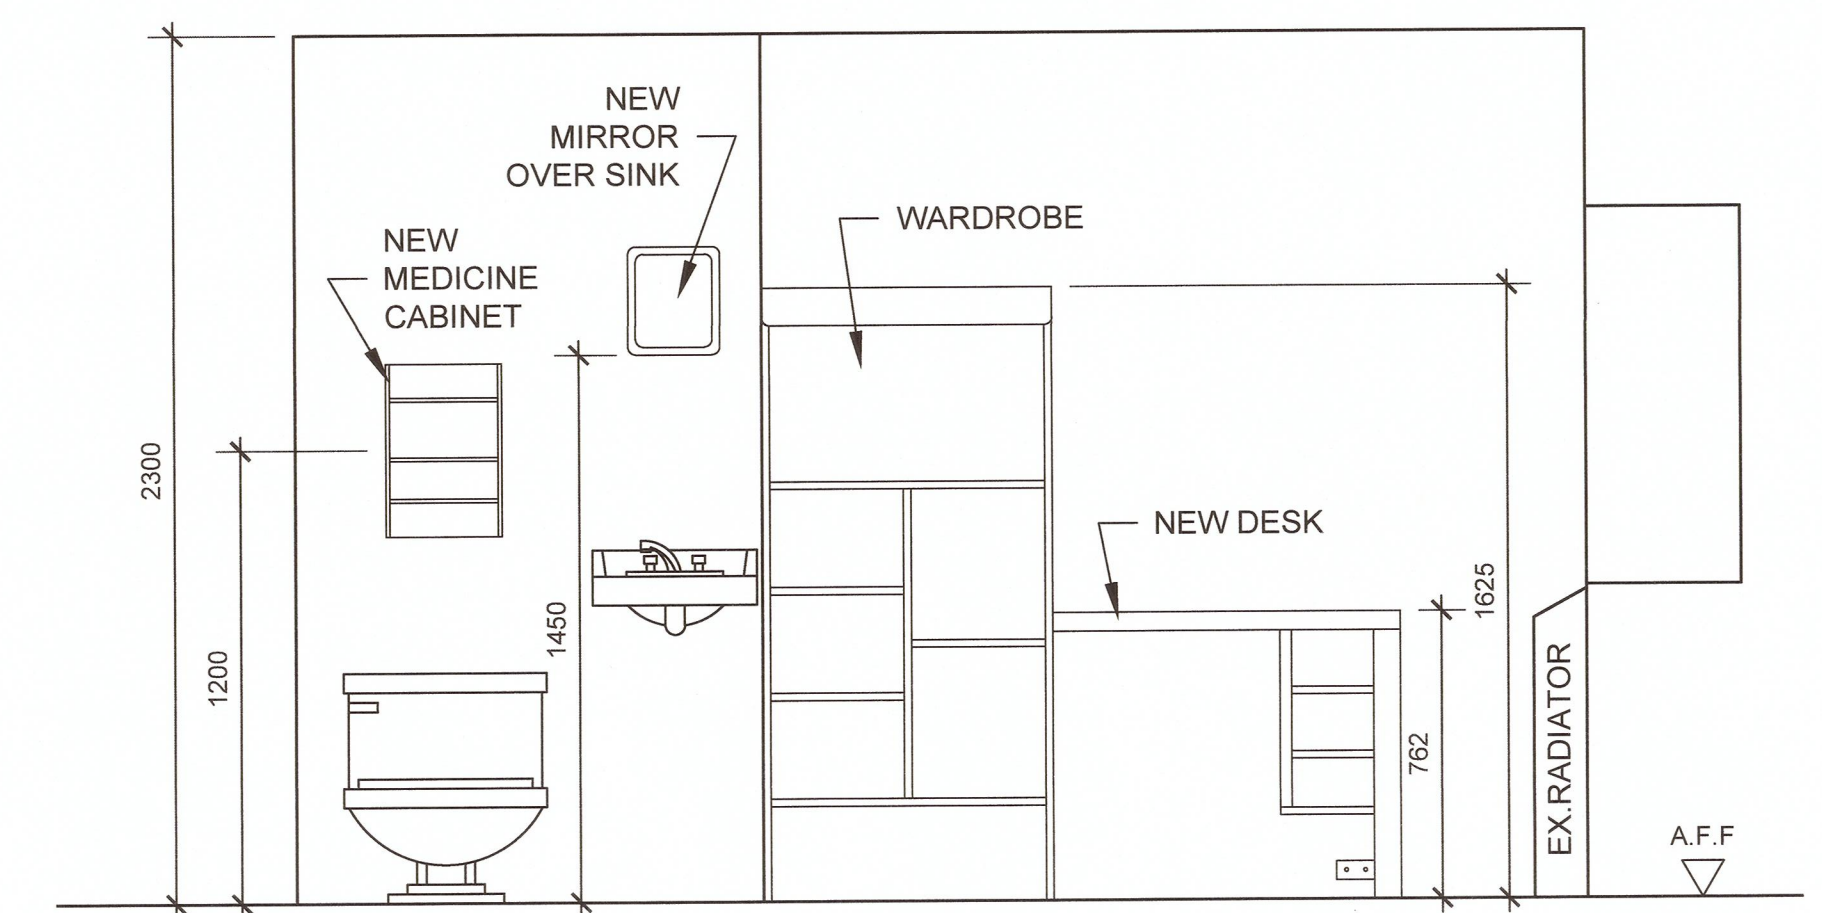 NEW
MIRROR
OVER SINK
WARDROBE
NEW
MEDICINE
CABINET
2300
NEW DESK
1625
1450
1200
762
EX.RADIATOR
A.F.F